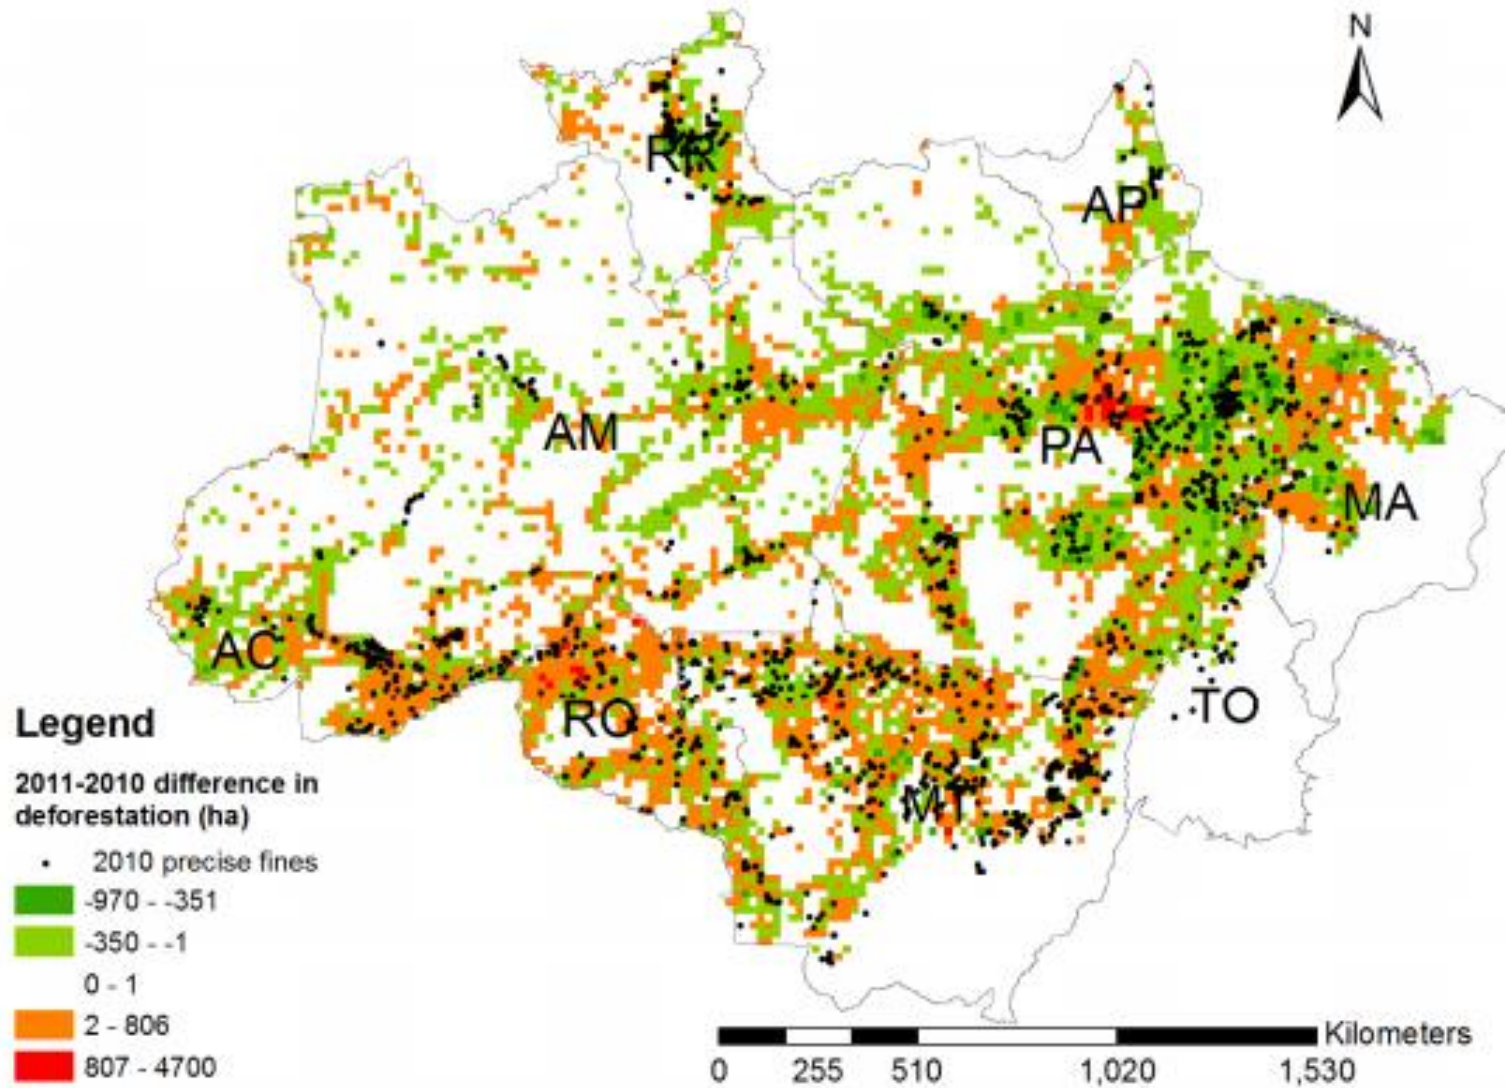 N
RR
AP
AM
PA
MA
AC
RO
TO
MT
Legend
2011-2010 difference in
deforestation (ha)
2010 precise fines
-970 - -351
-350 - -1
0 - 1
2 - 806
807 - 4700
Kilometers
0 255 510 1,020 1,530